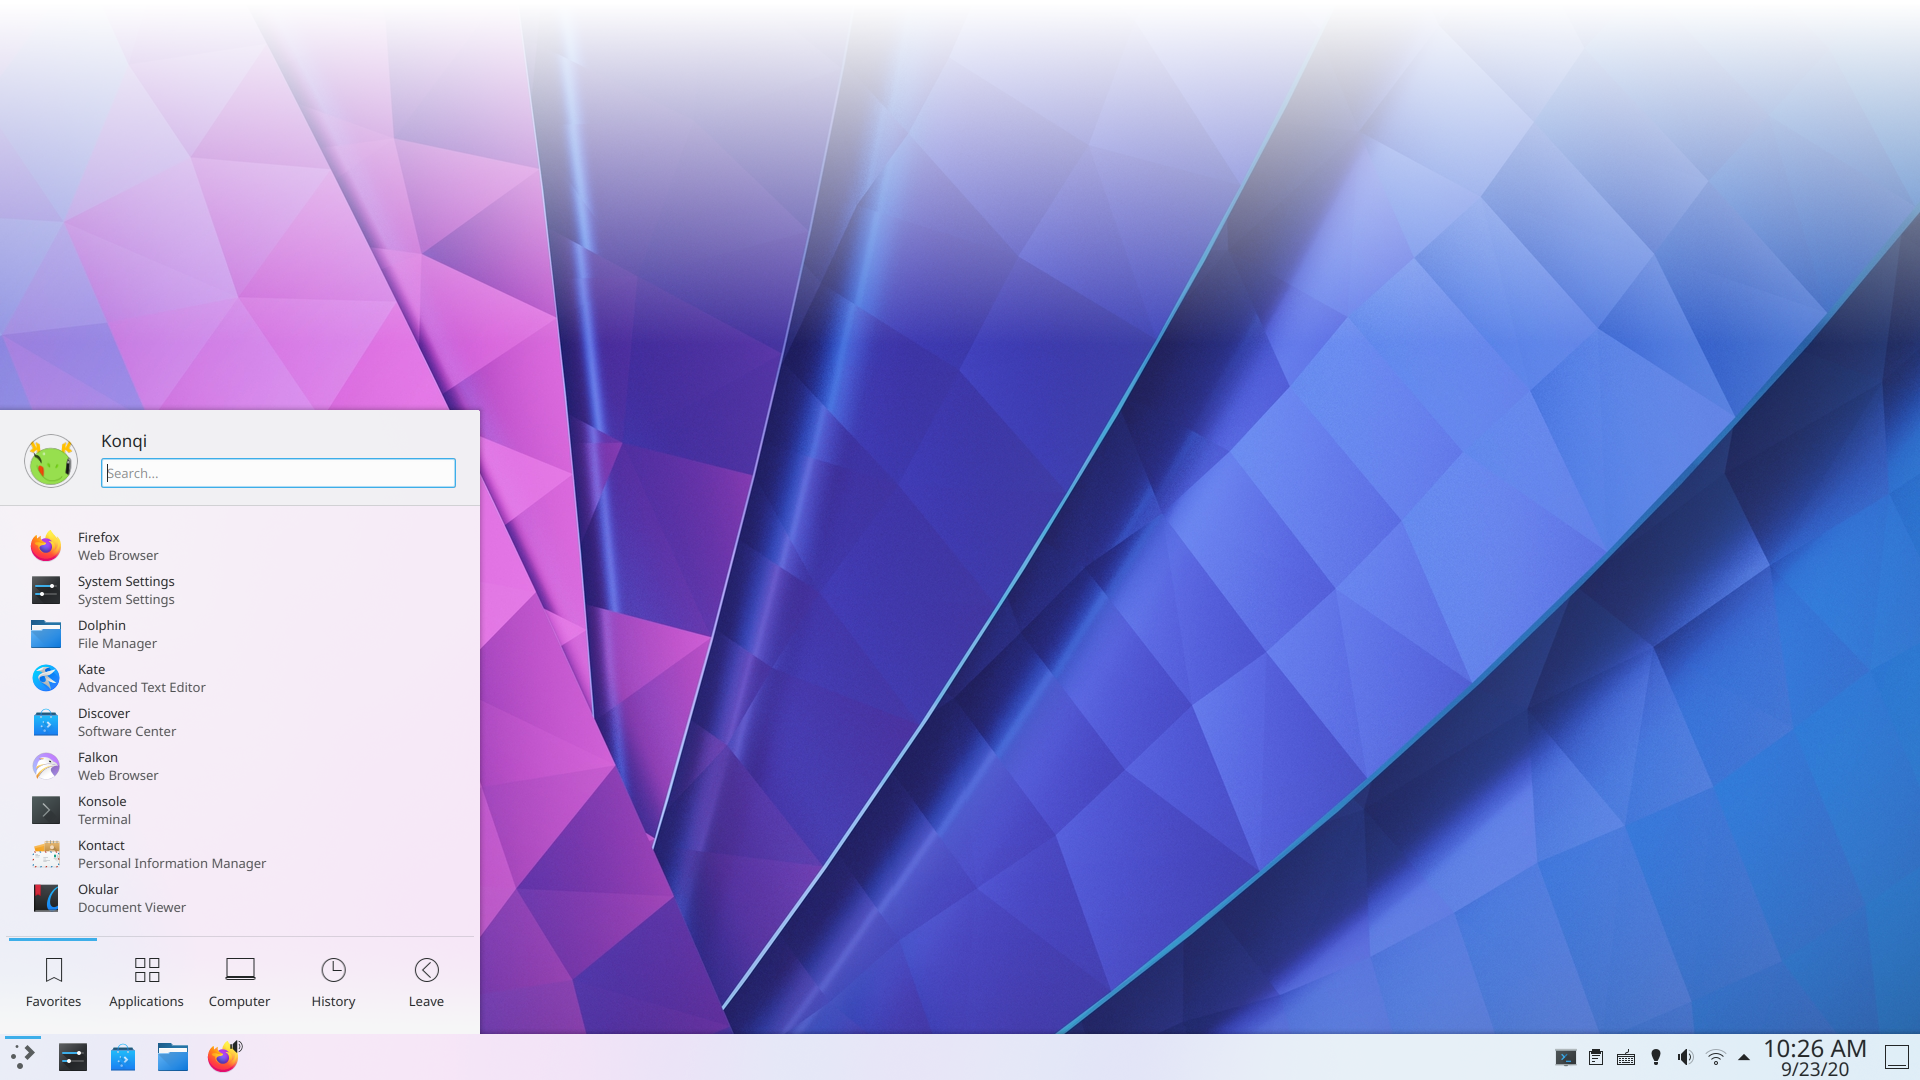 Konqi
Search...
Firefox
Web Browser
System Settings
System Settings
Dolphin
File Manager
Kate
Advanced Text Editor
Discover
Software Center
Falkon
Web Browser
Konsole
Terminal
Kontact
Personal Information Manager
Okular
Document Viewer
Favorites Applications Computer History Leave
10:26 AM
9/23/20